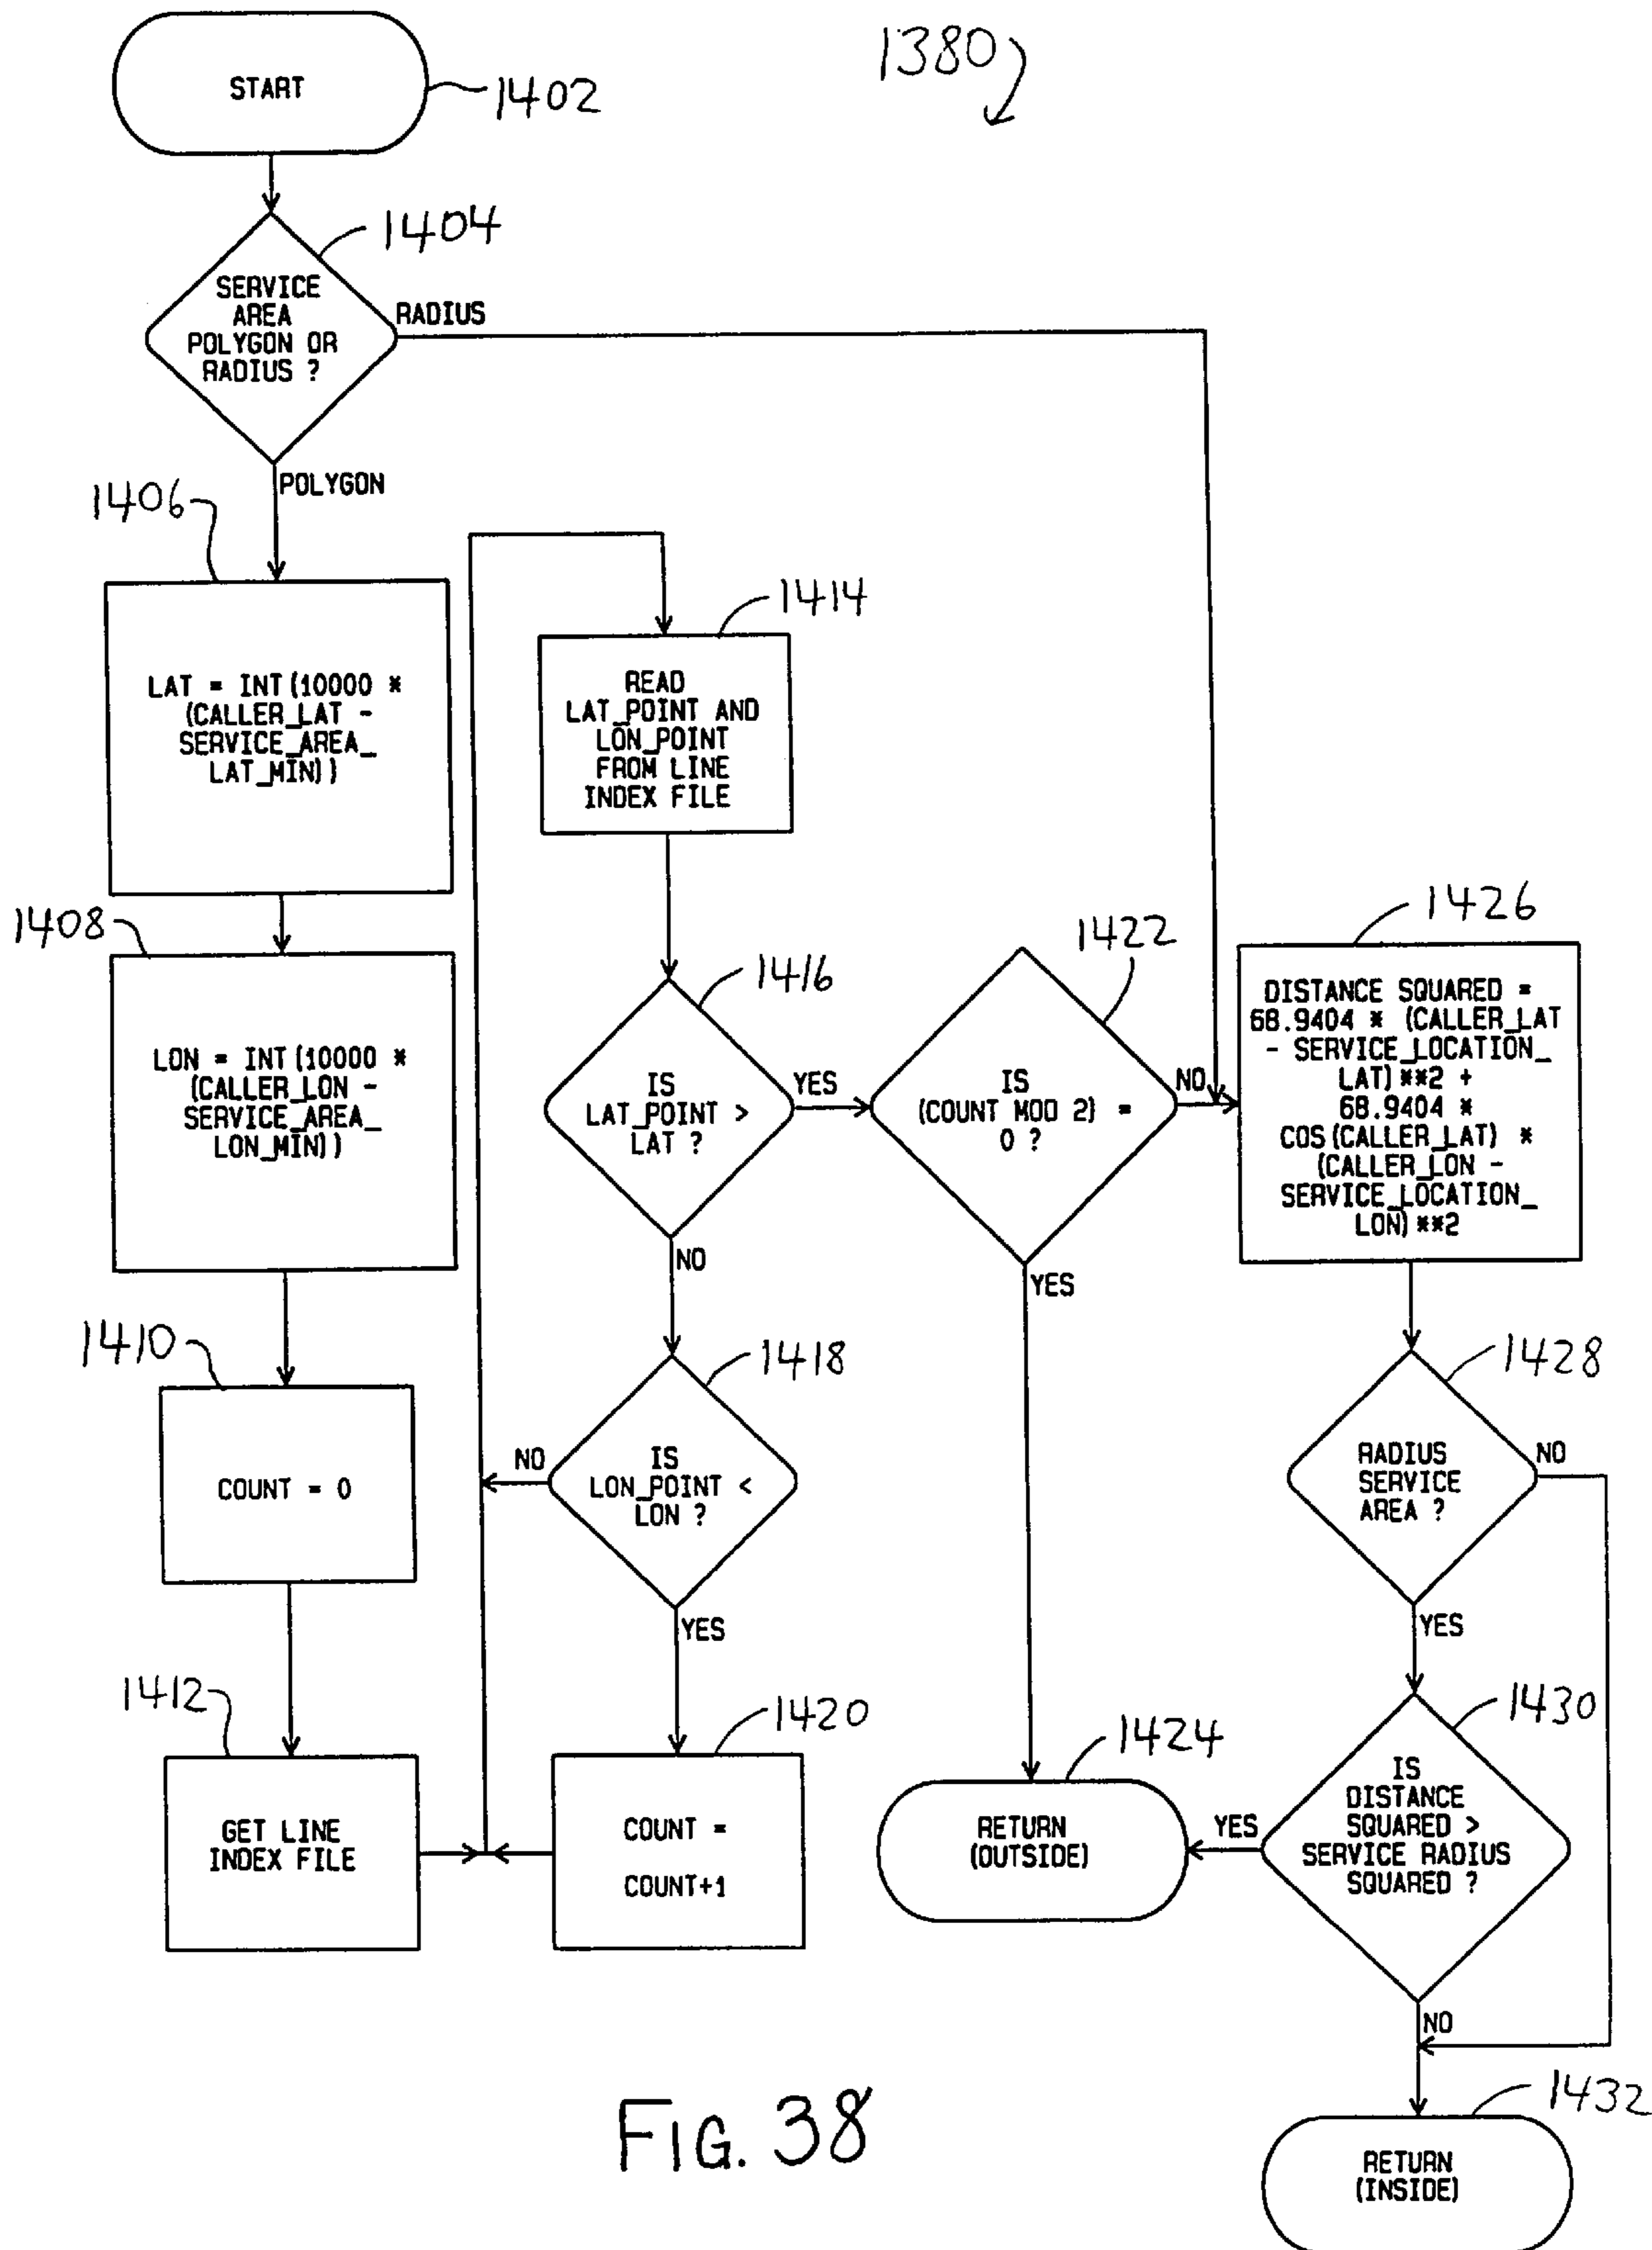 1380
START
1402
1404
SERVICE
AREA
POLYGON OR
RADIUS ?
RADIUS
POLYGON
1406
LAT = INT(10000 *
(CALLER_LAT -
SERVICE_AREA_
LAT_MIN))
1408
LON = INT(10000 *
(CALLER_LON -
SERVICE_AREA_
LON_MIN))
1410
COUNT = 0
1412
GET LINE
INDEX FILE
1414
READ
LAT_POINT AND
LON_POINT
FROM LINE
INDEX FILE
1416
IS
LAT_POINT >
LAT ?
YES
NO
1418
IS
LON_POINT <
LON ?
NO
YES
1420
COUNT =
COUNT+1
1422
IS
(COUNT MOD 2) =
0 ?
NO
YES
1424
RETURN
(OUTSIDE)
1426
DISTANCE SQUARED =
68.9404 * (CALLER_LAT
- SERVICE_LOCATION_
LAT)**2 +
68.9404 *
COS(CALLER_LAT) *
(CALLER_LON -
SERVICE_LOCATION_
LON)**2
1428
RADIUS
SERVICE
AREA ?
NO
YES
1430
IS
DISTANCE
SQUARED >
SERVICE RADIUS
SQUARED ?
YES
NO
1432
RETURN
(INSIDE)
FIG. 38